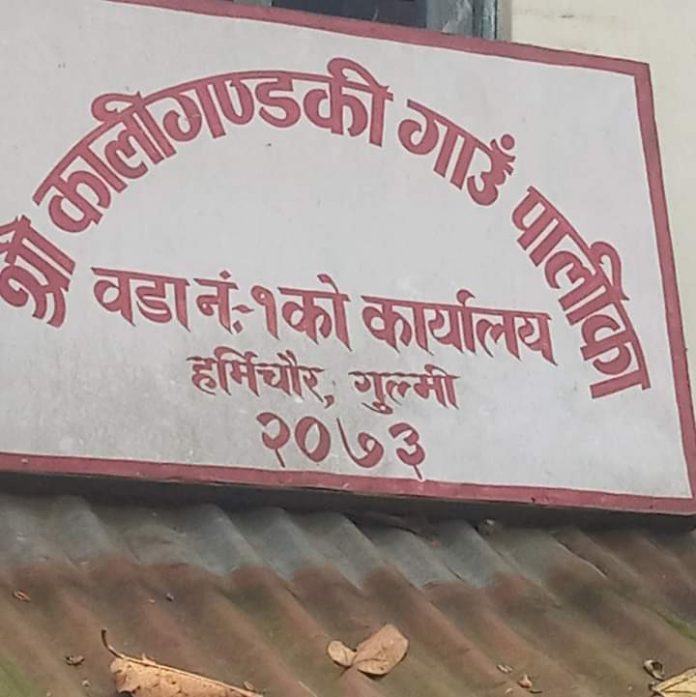 श्री कालीगण्डकी गाउँ पालीका
वडा नं:-१को कार्यालय
हर्मिचौर, गुल्मी
२०७३